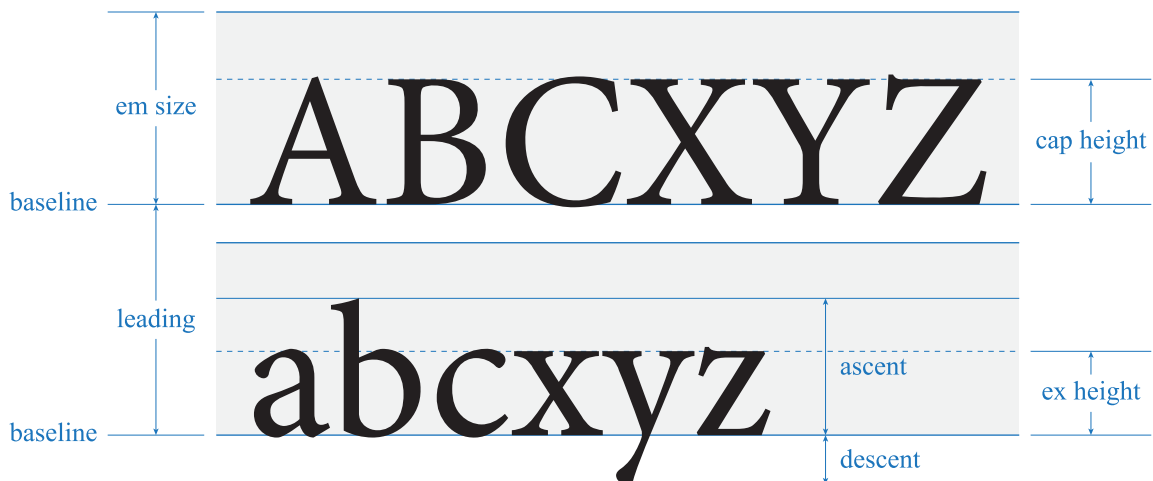 em size
ABCXYZ
cap height
baseline
leading
abcxyz
ascent
ex height
baseline
descent